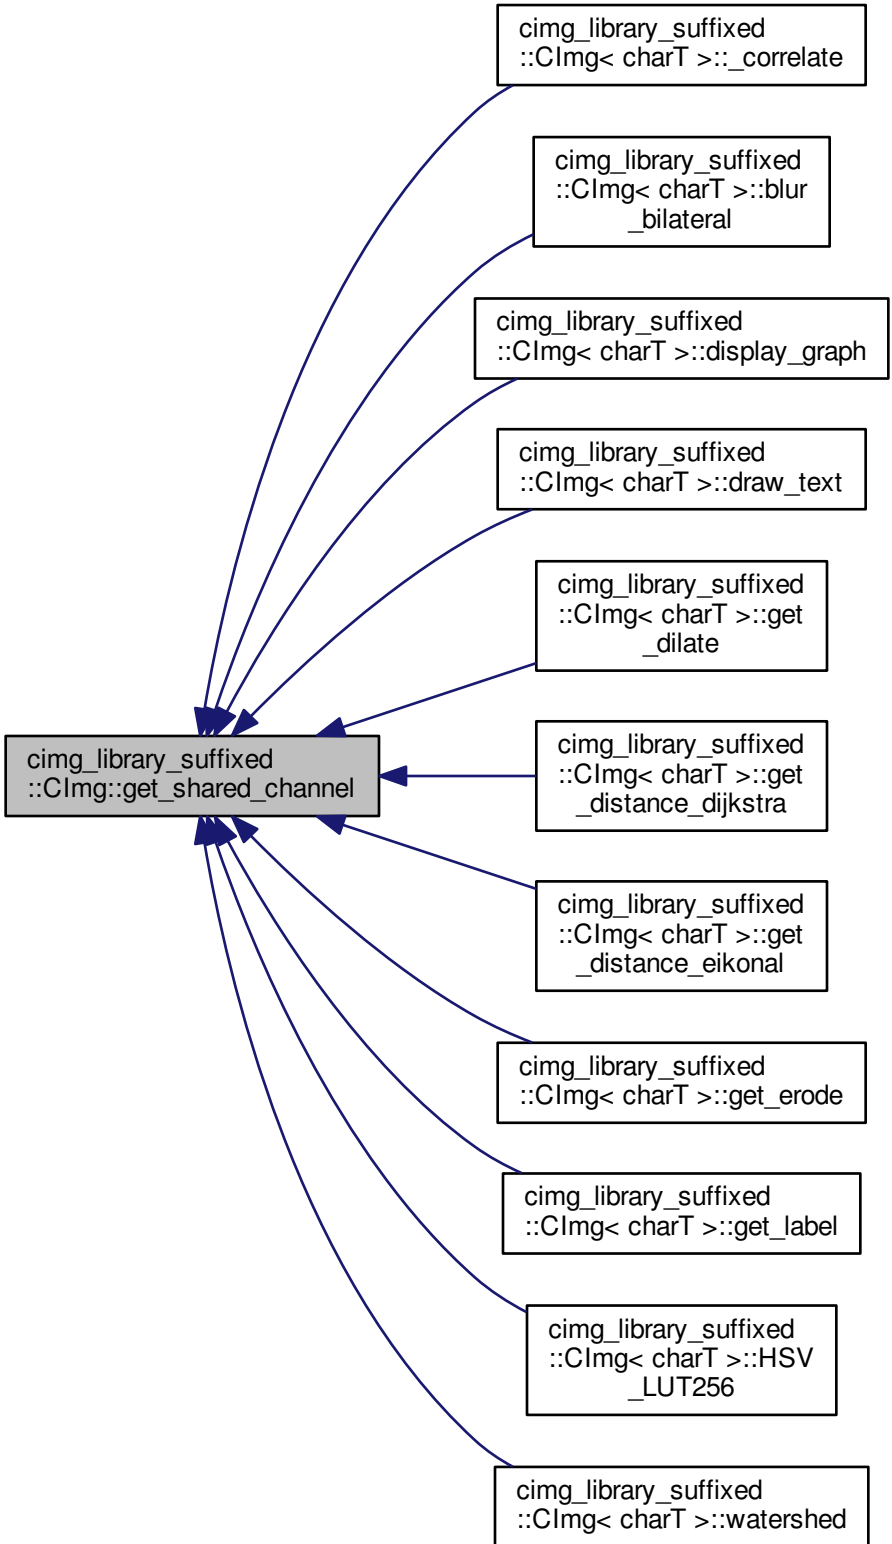 cimg_library_suffixed
::CImg< charT >::_correlate
cimg_library_suffixed
::CImg< charT >::blur
_bilateral
cimg_library_suffixed
::CImg< charT >::display_graph
cimg_library_suffixed
::CImg< charT >::draw_text
cimg_library_suffixed
::CImg< charT >::get
_dilate
cimg_library_suffixed
::CImg::get_shared_channel
cimg_library_suffixed
::CImg< charT >::get
_distance_dijkstra
cimg_library_suffixed
::CImg< charT >::get
_distance_eikonal
cimg_library_suffixed
::CImg< charT >::get_erode
cimg_library_suffixed
::CImg< charT >::get_label
cimg_library_suffixed
::CImg< charT >::HSV
_LUT256
cimg_library_suffixed
::CImg< charT >::watershed